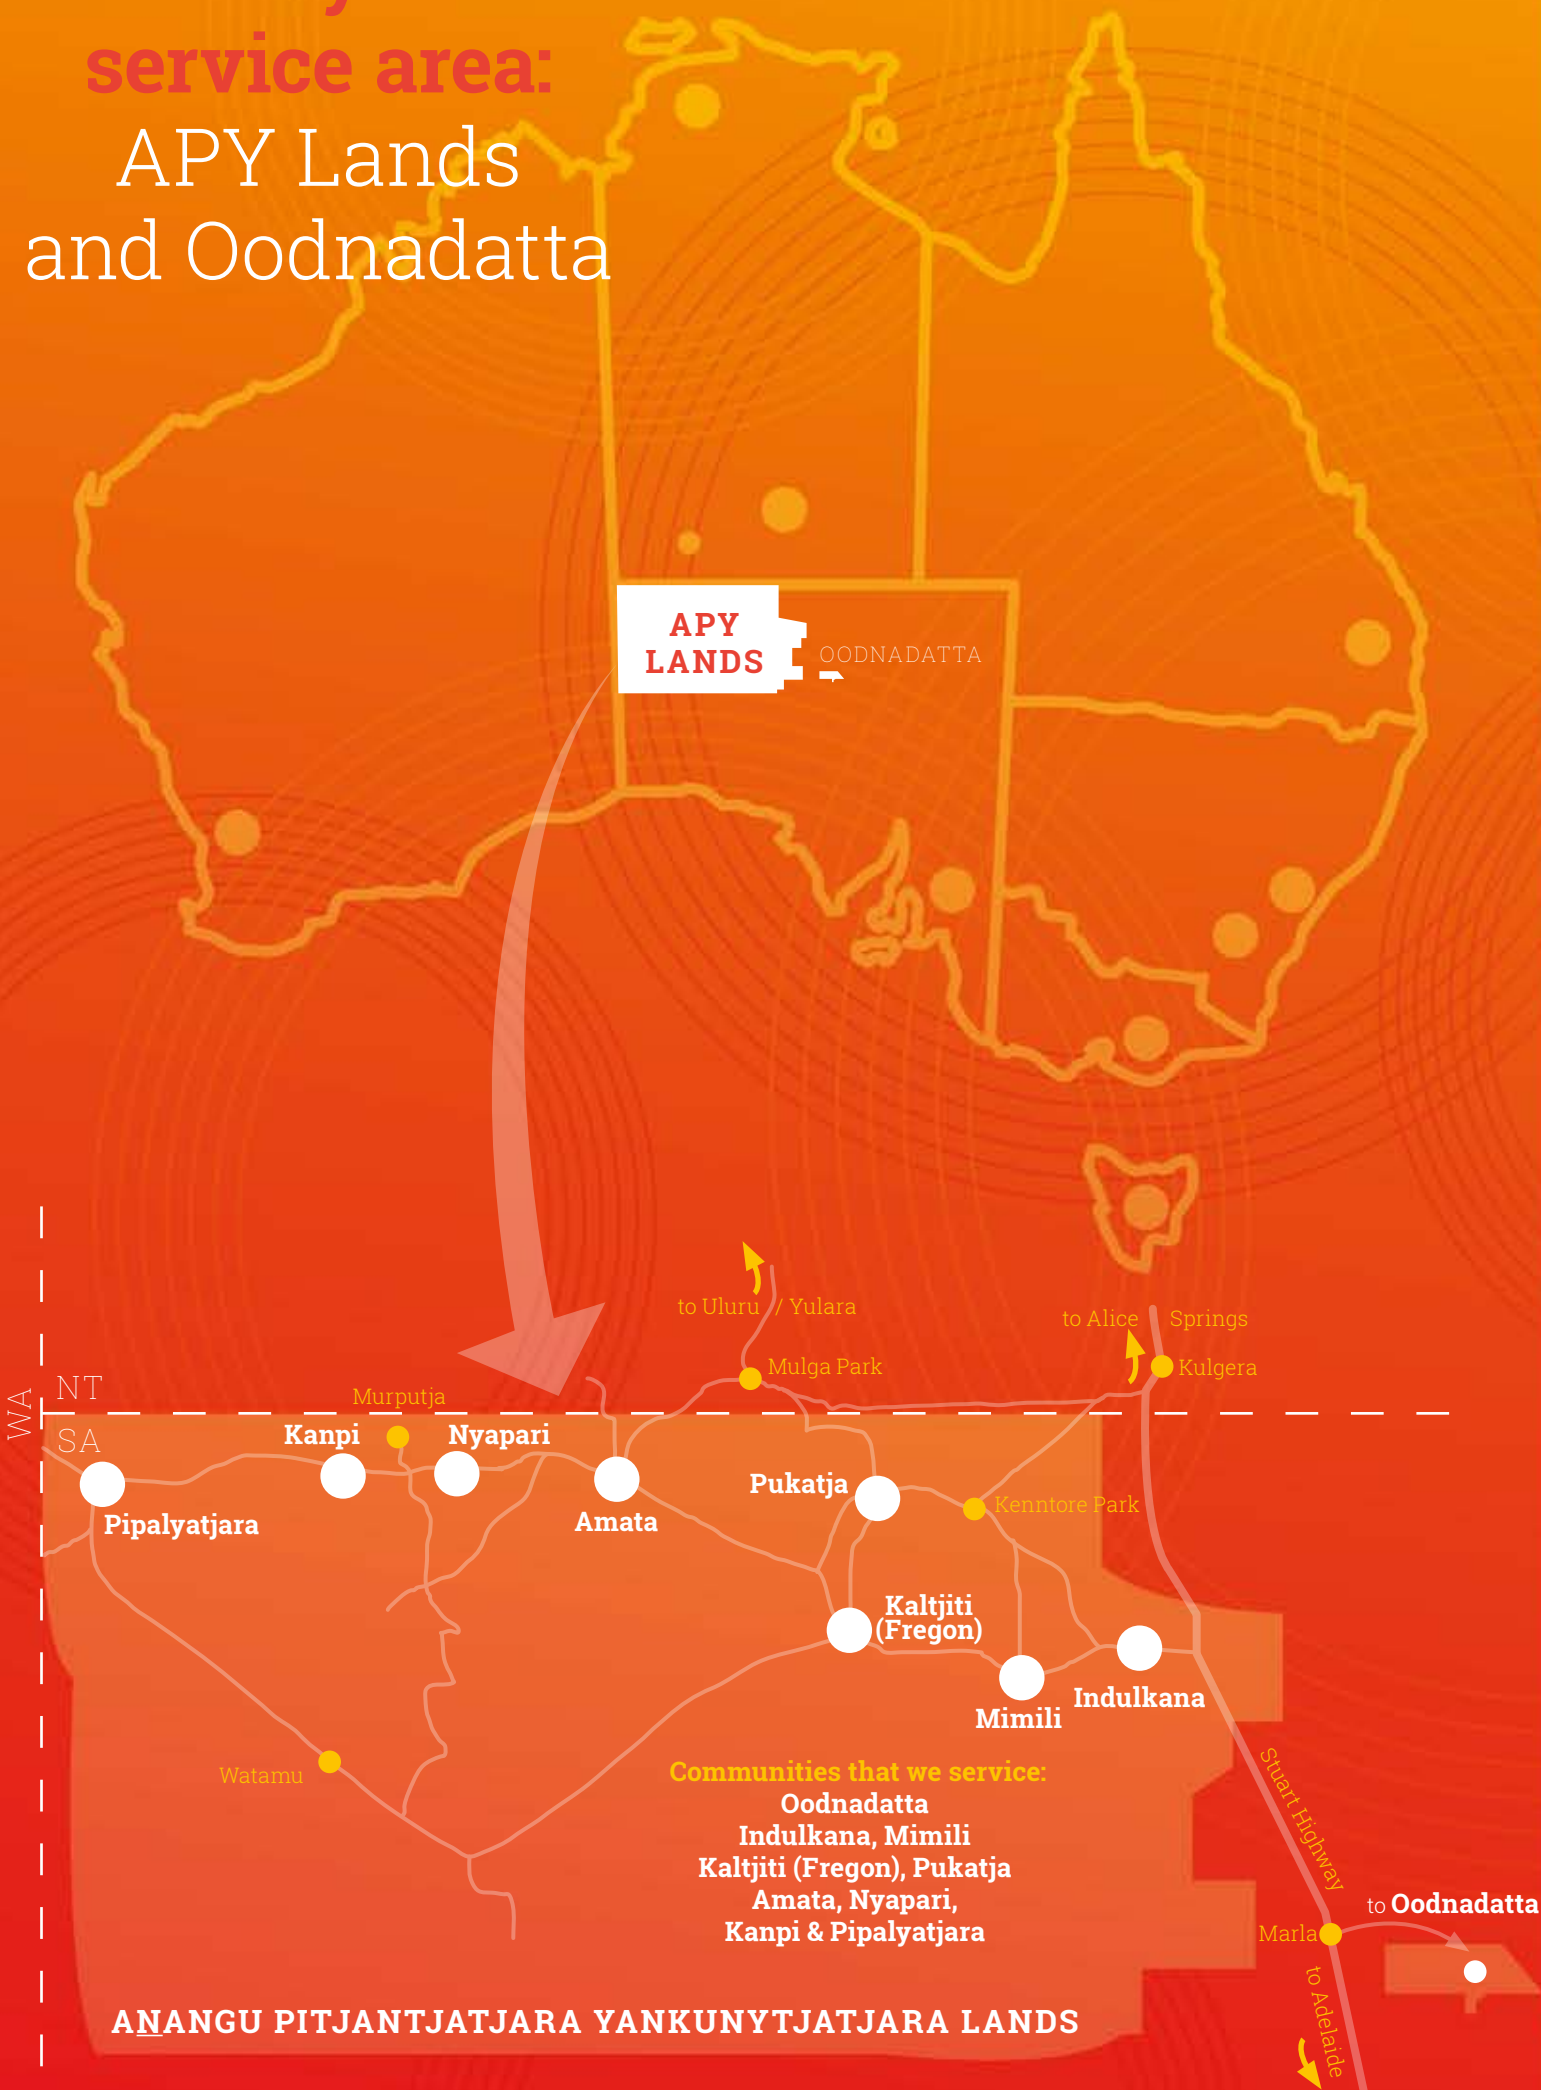 service area:
APY Lands
and Oodnadatta
APY
LANDS
OODNADATTA
to Uluru / Yulara
to Alice Springs
Mulga Park
Kulgera
WA
NT
SA
Murputja
Kanpi
Nyapari
Pipalyatjara
Amata
Pukatja
Kenntore Park
Kaltjiti
(Fregon)
Mimili
Indulkana
Watamu
Communities that we service:
Oodnadatta
Indulkana, Mimili
Kaltjiti (Fregon), Pukatja
Amata, Nyapari,
Kanpi & Pipalyatjara
Stuart Highway
to Oodnadatta
Marla
to Adelaide
AṈANGU PITJANTJATJARA YANKUNYTJATJARA LANDS